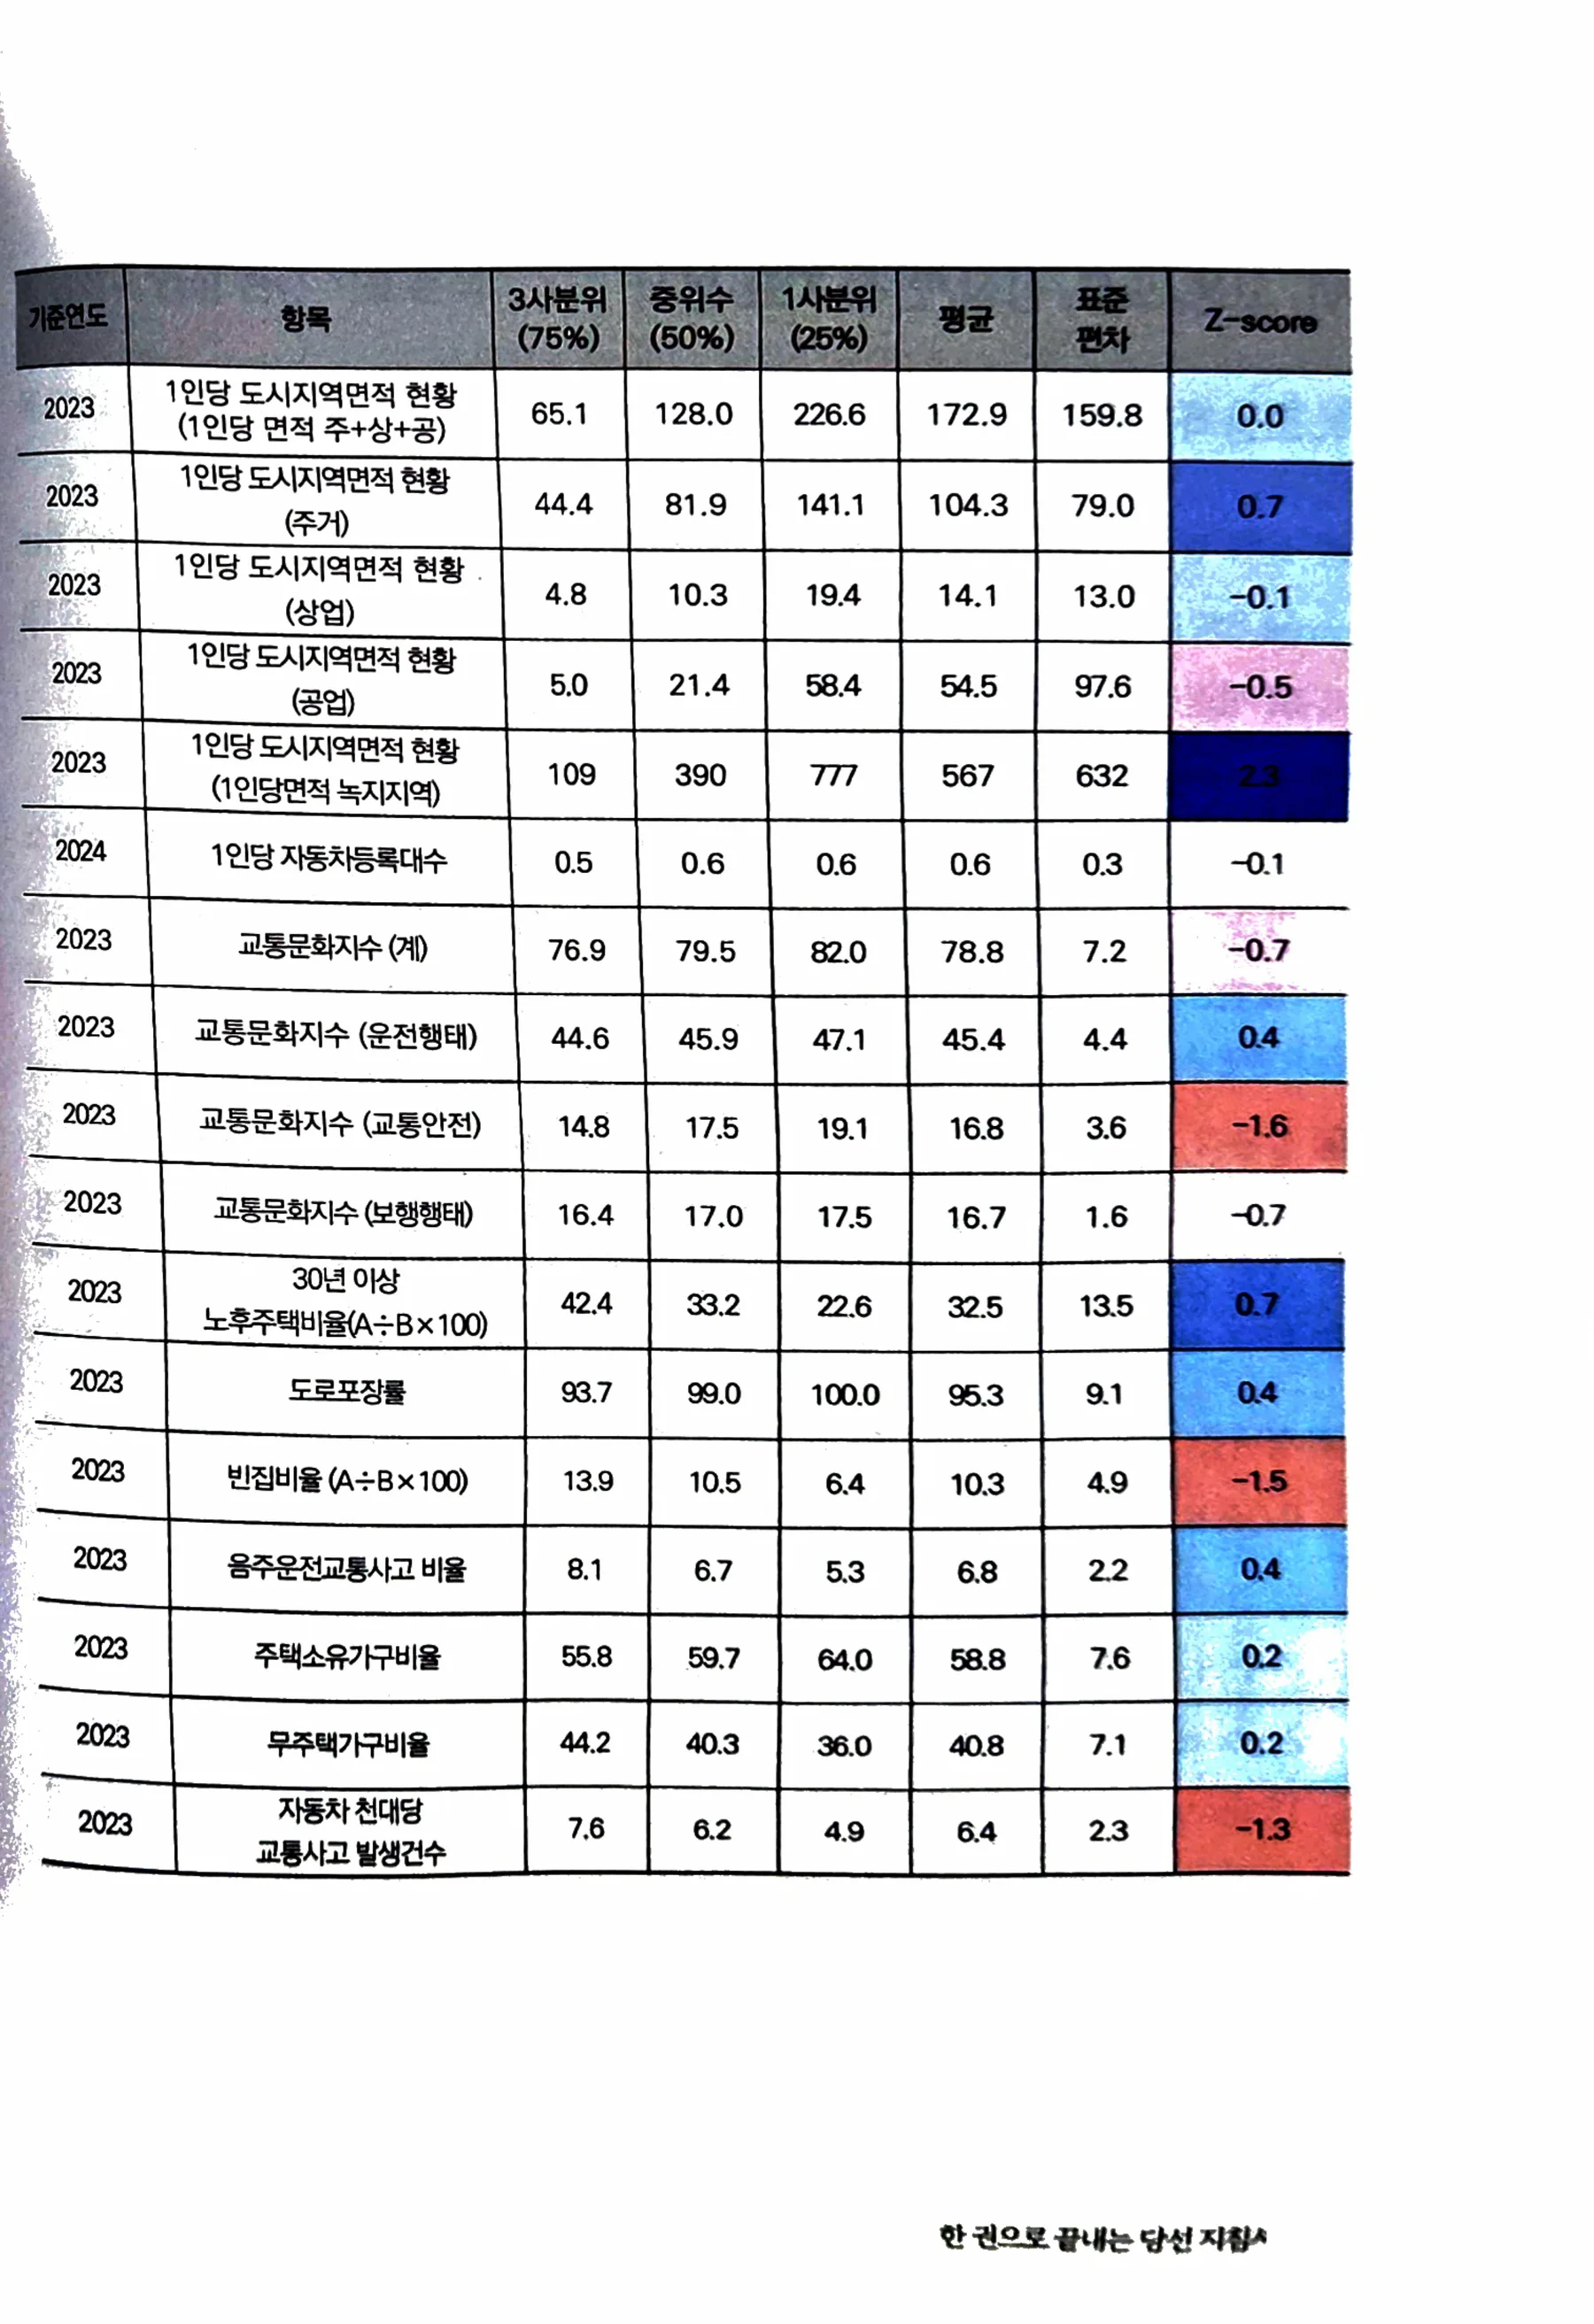 기준연도 항목 3사분위 (75%) 중위수 (50%) 1사분위 (25%) 평균 표준 편차 Z-score
2023 1인당 도시지역면적 현황 (1인당 면적 주+상+공) 65.1 128.0 226.6 172.9 159.8 0.0
2023 1인당 도시지역면적 현황 (주거) 44.4 81.9 141.1 104.3 79.0 0.7
2023 1인당 도시지역면적 현황 (상업) 4.8 10.3 19.4 14.1 13.0 -0.1
2023 1인당 도시지역면적 현황 (공업) 5.0 21.4 58.4 54.5 97.6 -0.5
2023 1인당 도시지역면적 현황 (1인당면적 녹지지역) 109 390 777 567 632 2.3
2024 1인당 자동차등록대수 0.5 0.6 0.6 0.6 0.3 -0.1
2023 교통문화지수 (계) 76.9 79.5 82.0 78.8 7.2 -0.7
2023 교통문화지수 (운전행태) 44.6 45.9 47.1 45.4 4.4 0.4
2023 교통문화지수 (교통안전) 14.8 17.5 19.1 16.8 3.6 -1.6
2023 교통문화지수 (보행행태) 16.4 17.0 17.5 16.7 1.6 -0.7
2023 30년 이상 노후주택비율(A÷B×100) 42.4 33.2 22.6 32.5 13.5 0.7
2023 도로포장률 93.7 99.0 100.0 95.3 9.1 0.4
2023 빈집비율 (A÷B×100) 13.9 10.5 6.4 10.3 4.9 -1.5
2023 음주운전교통사고 비율 8.1 6.7 5.3 6.8 2.2 0.4
2023 주택소유가구비율 55.8 59.7 64.0 58.8 7.6 0.2
2023 무주택가구비율 44.2 40.3 36.0 40.8 7.1 0.2
2023 자동차 천대당 교통사고 발생건수 7.6 6.2 4.9 6.4 2.3 -1.3
한 권으로 끝내는 당선